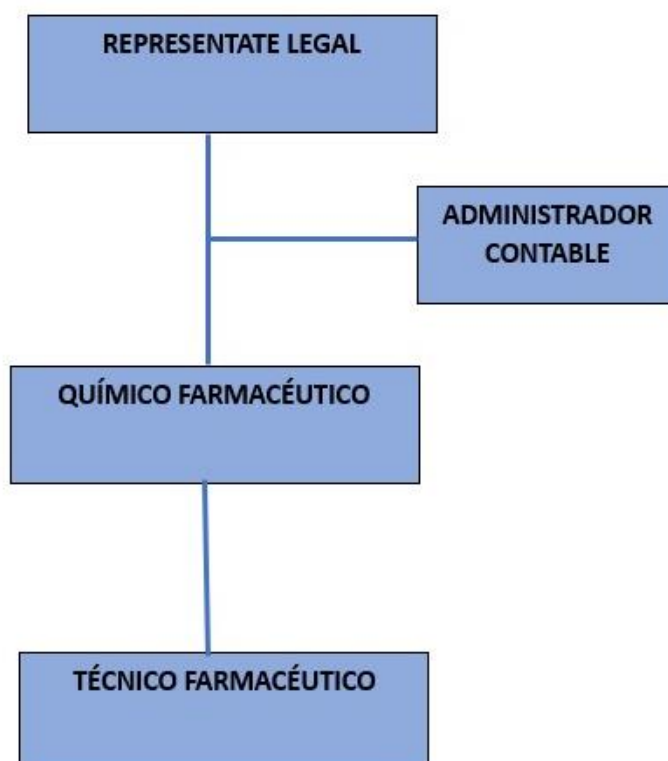 REPRESENTATE LEGAL
ADMINISTRADOR
CONTABLE
QUÍMICO FARMACÉUTICO
TÉCNICO FARMACÉUTICO